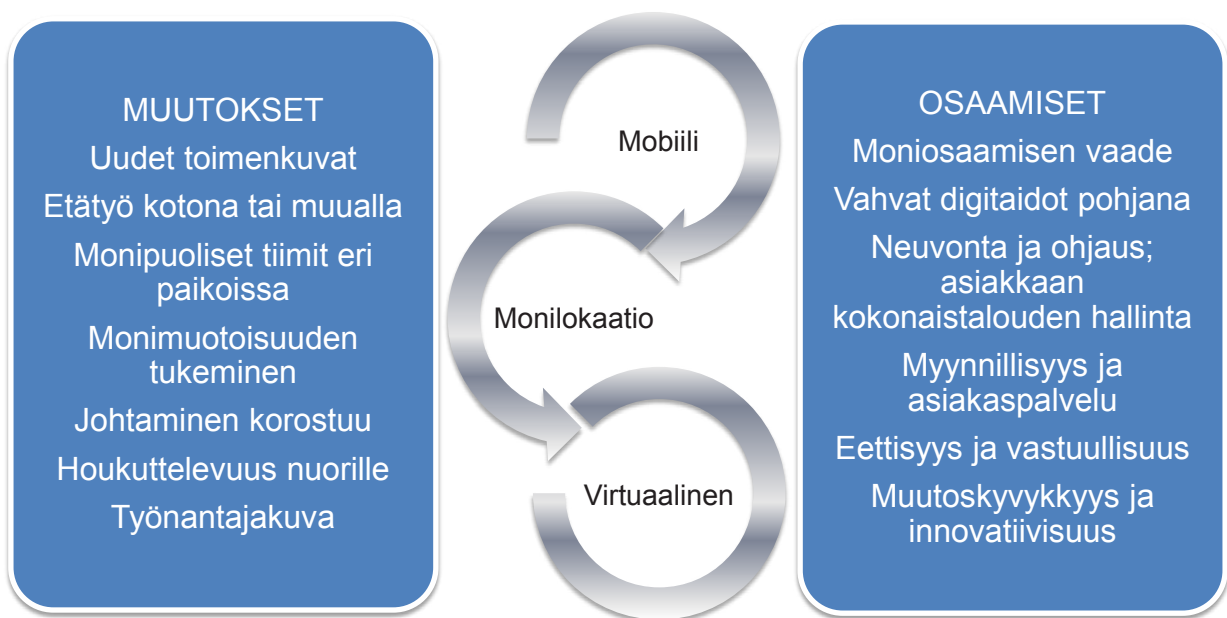 MUUTOKSET
Uudet toimenkuvat
Etätyö kotona tai muualla
Monipuoliset tiimit eri
paikoissa
Monimuotoisuuden
tukeminen
Johtaminen korostuu
Houkuttelevuus nuorille
Työnantajakuva
Mobiili
Monilokaatio
Virtuaalinen
OSAAMISET
Moniosaamisen vaade
Vahvat digitaidot pohjana
Neuvonta ja ohjaus;
asiakkaan
kokonaistalouden hallinta
Myynnillisyys ja
asiakaspalvelu
Eettisyys ja vastuullisuus
Muutoskyvykkyys ja
innovatiivisuus